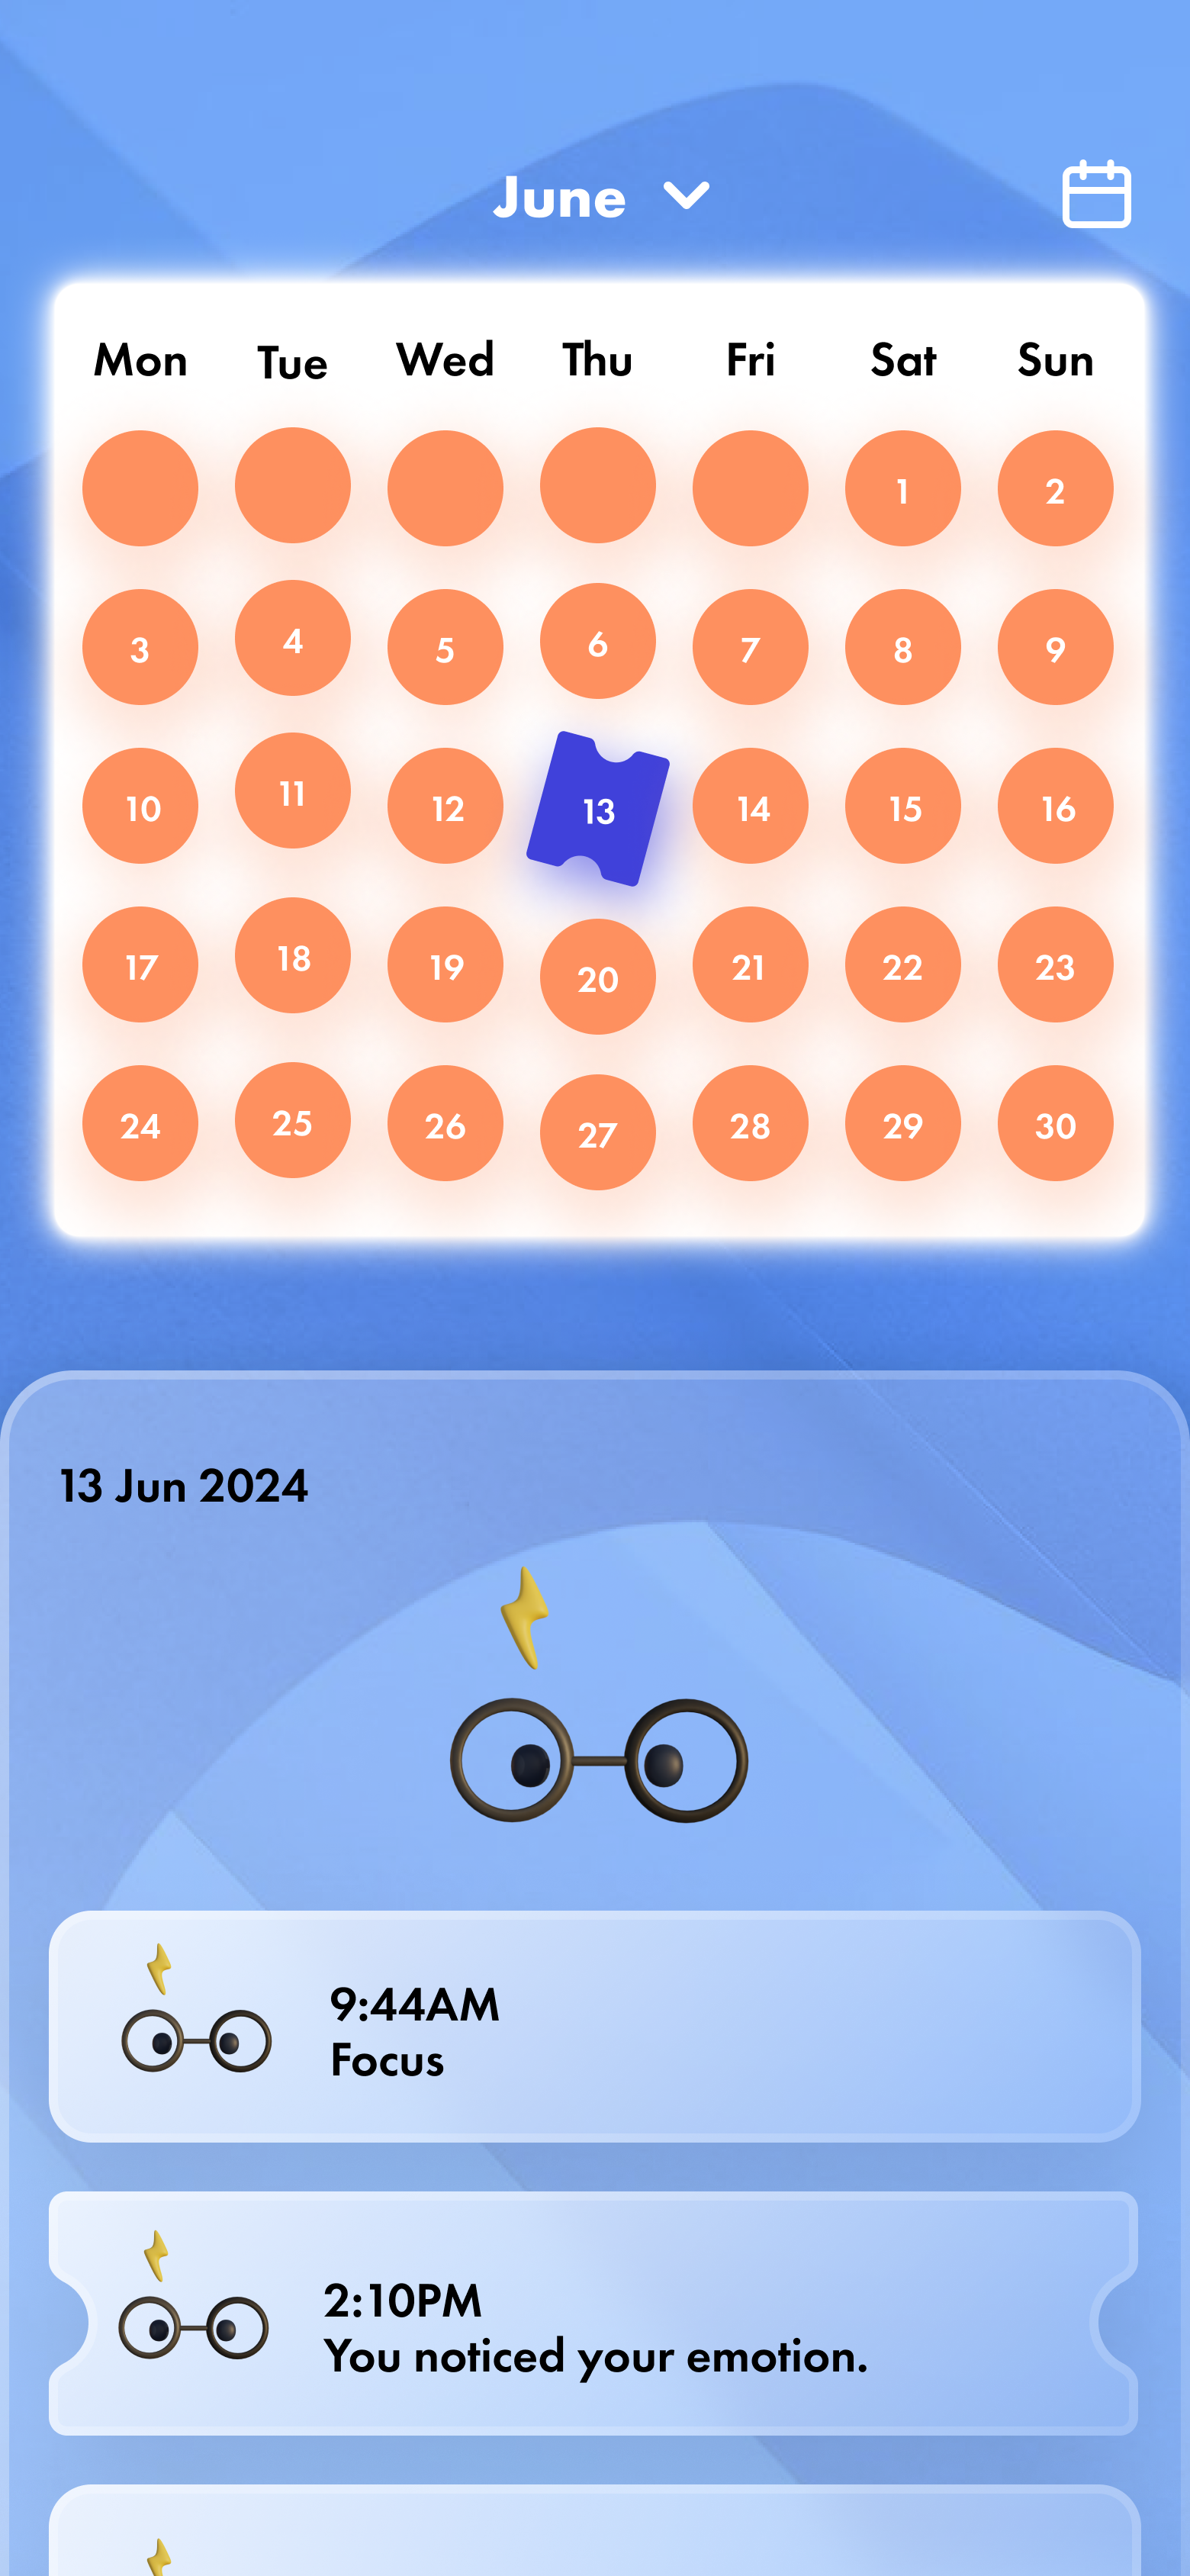 June
Mon Tue Wed Thu Fri Sat Sun
1 2
3 4 5 6 7 8 9
10 11 12 13 14 15 16
17 18 19 20 21 22 23
24 25 26 27 28 29 30
13 Jun 2024
9:44AM
Focus
2:10PM
You noticed your emotion.